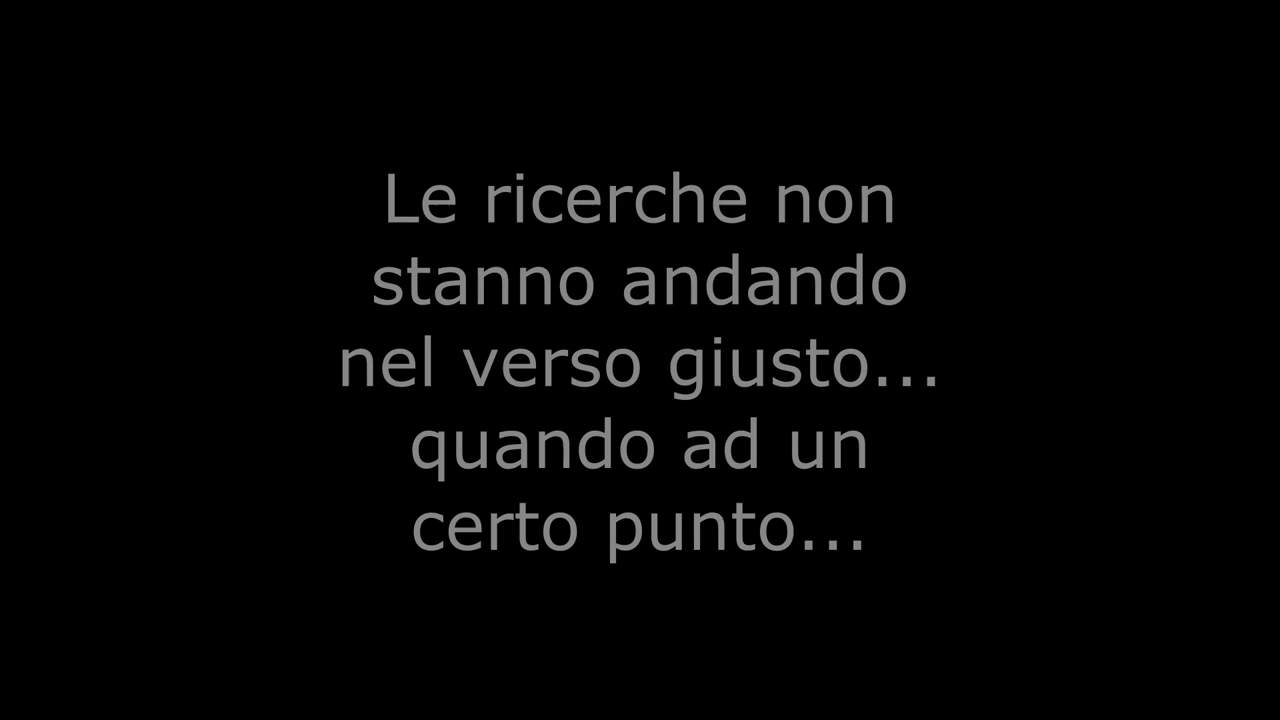 Le ricerche non
stanno andando
nel verso giusto...
quando ad un
certo punto...